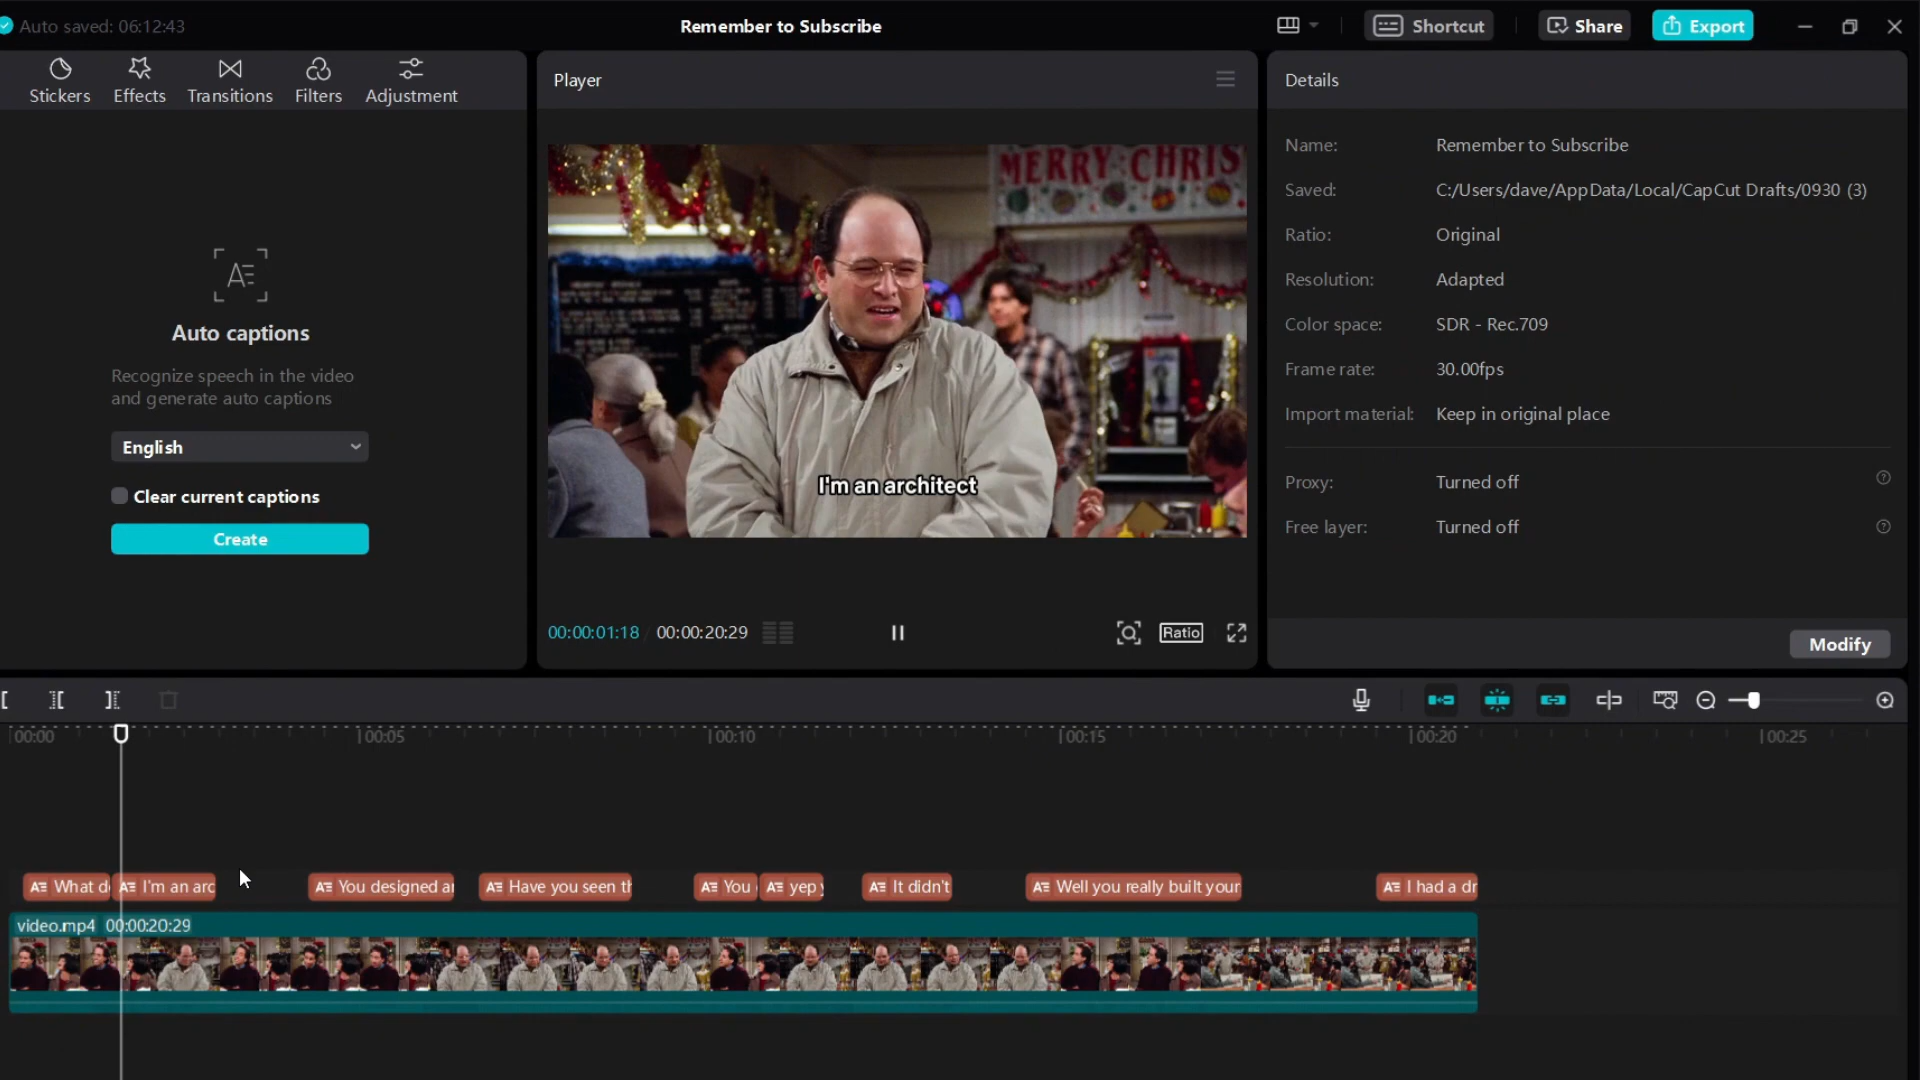 Auto saved: 06:12:43
Remember to Subscribe
Shortcut
Share
Export
Stickers
Effects
Transitions
Filters
Adjustment
Auto captions
Recognize speech in the video
and generate auto captions
English
Clear current captions
Create
Player
MERRY CHRIS
I'm an architect
00:00:01:18 / 00:00:20:29
Ratio
Details
Name: Remember to Subscribe
Saved: C:/Users/dave/AppData/Local/CapCut Drafts/0930 (3)
Ratio: Original
Resolution: Adapted
Color space: SDR - Rec.709
Frame rate: 30.00fps
Import material: Keep in original place
Proxy: Turned off
Free layer: Turned off
Modify
00:00
00:05
00:10
00:15
00:20
00:25
What d
I'm an arc
You designed a
Have you seen t
You
yep
It didn't
Well you really built your
I had a dr
video.mp4 00:00:20:29